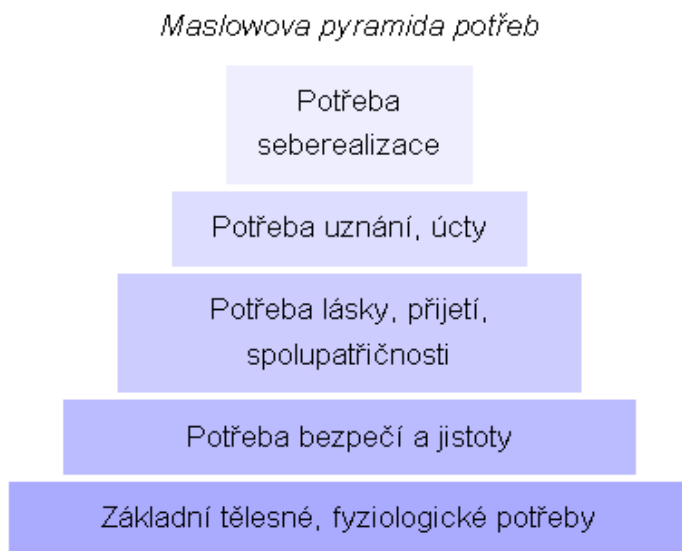 Maslowova pyramida potřeb
Potřeba
seberealizace
Potřeba uznání, úcty
Potřeba lásky, přijetí,
spolupatřičnosti
Potřeba bezpečí a jistoty
Základní tělesné, fyziologické potřeby